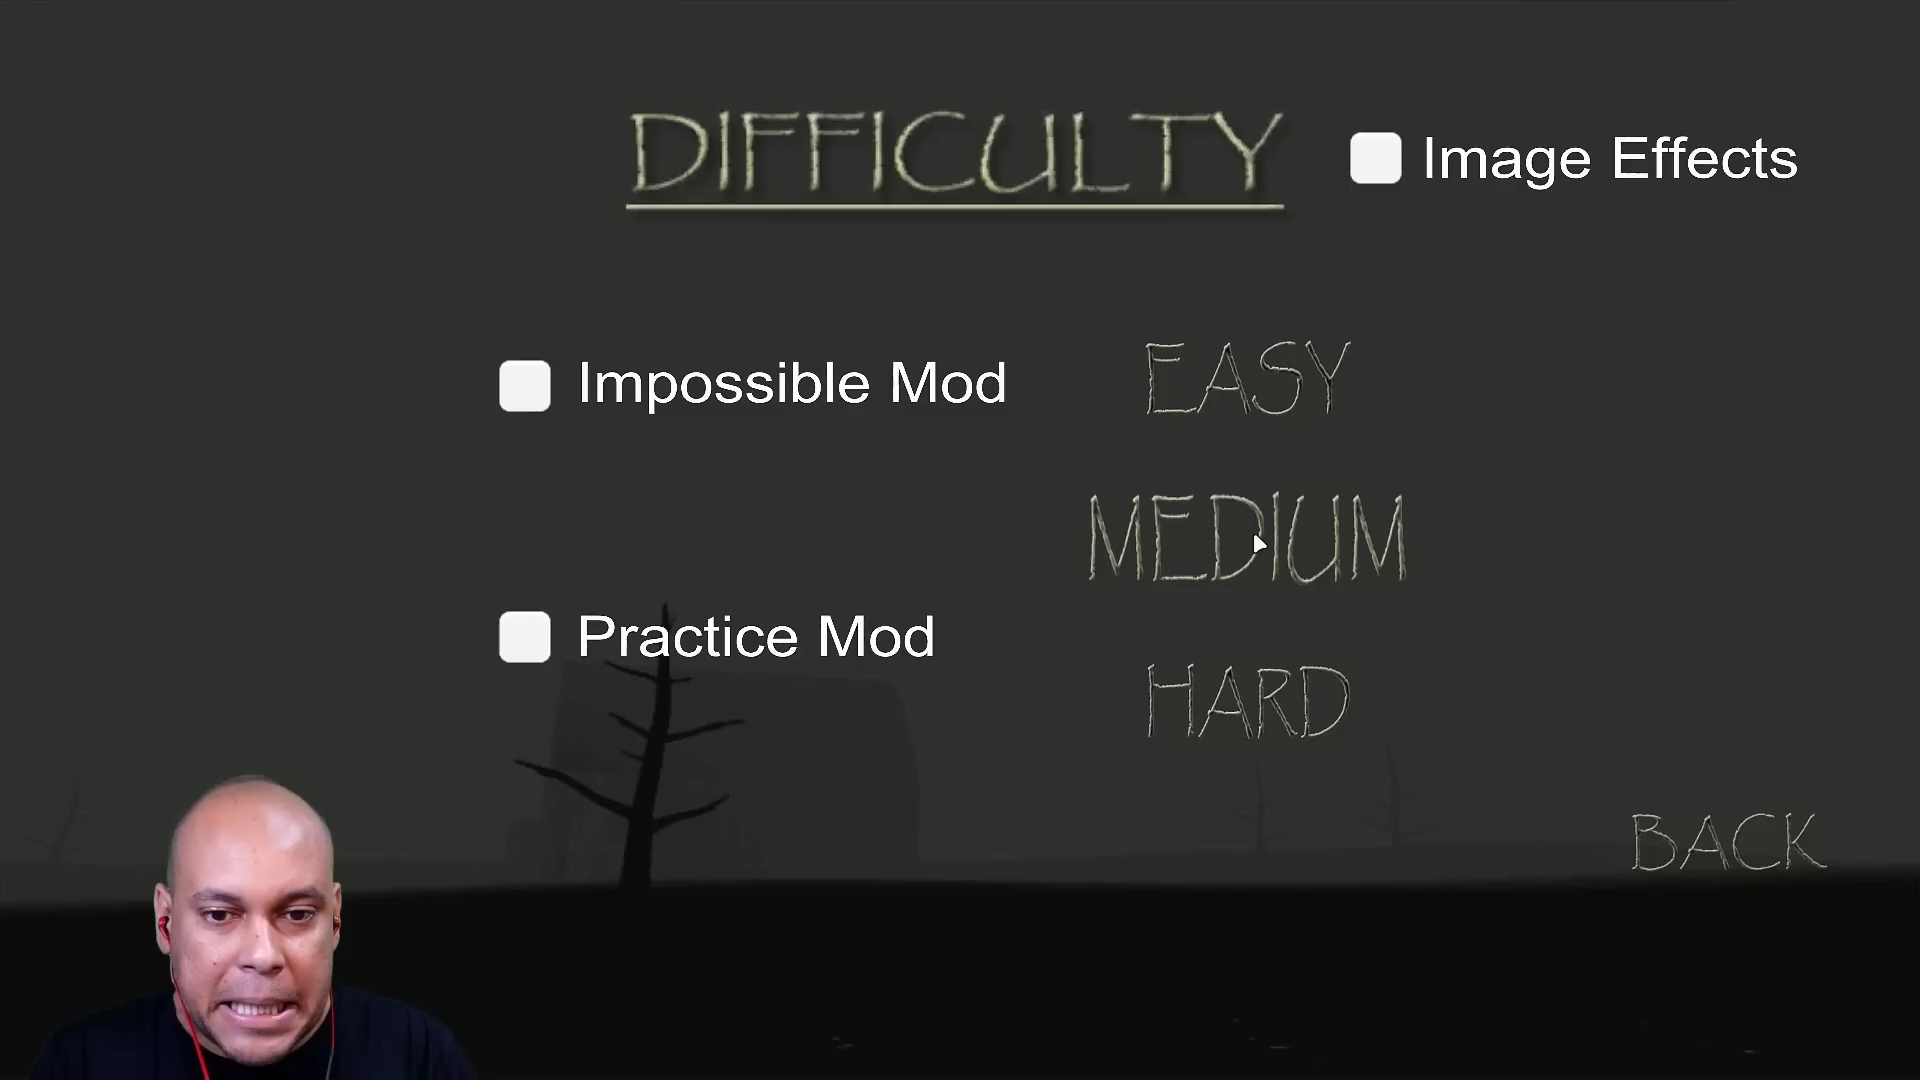 DIFFICULTY
Image Effects
Impossible Mod
EASY
MEDIUM
Practice Mod
HARD
BACK